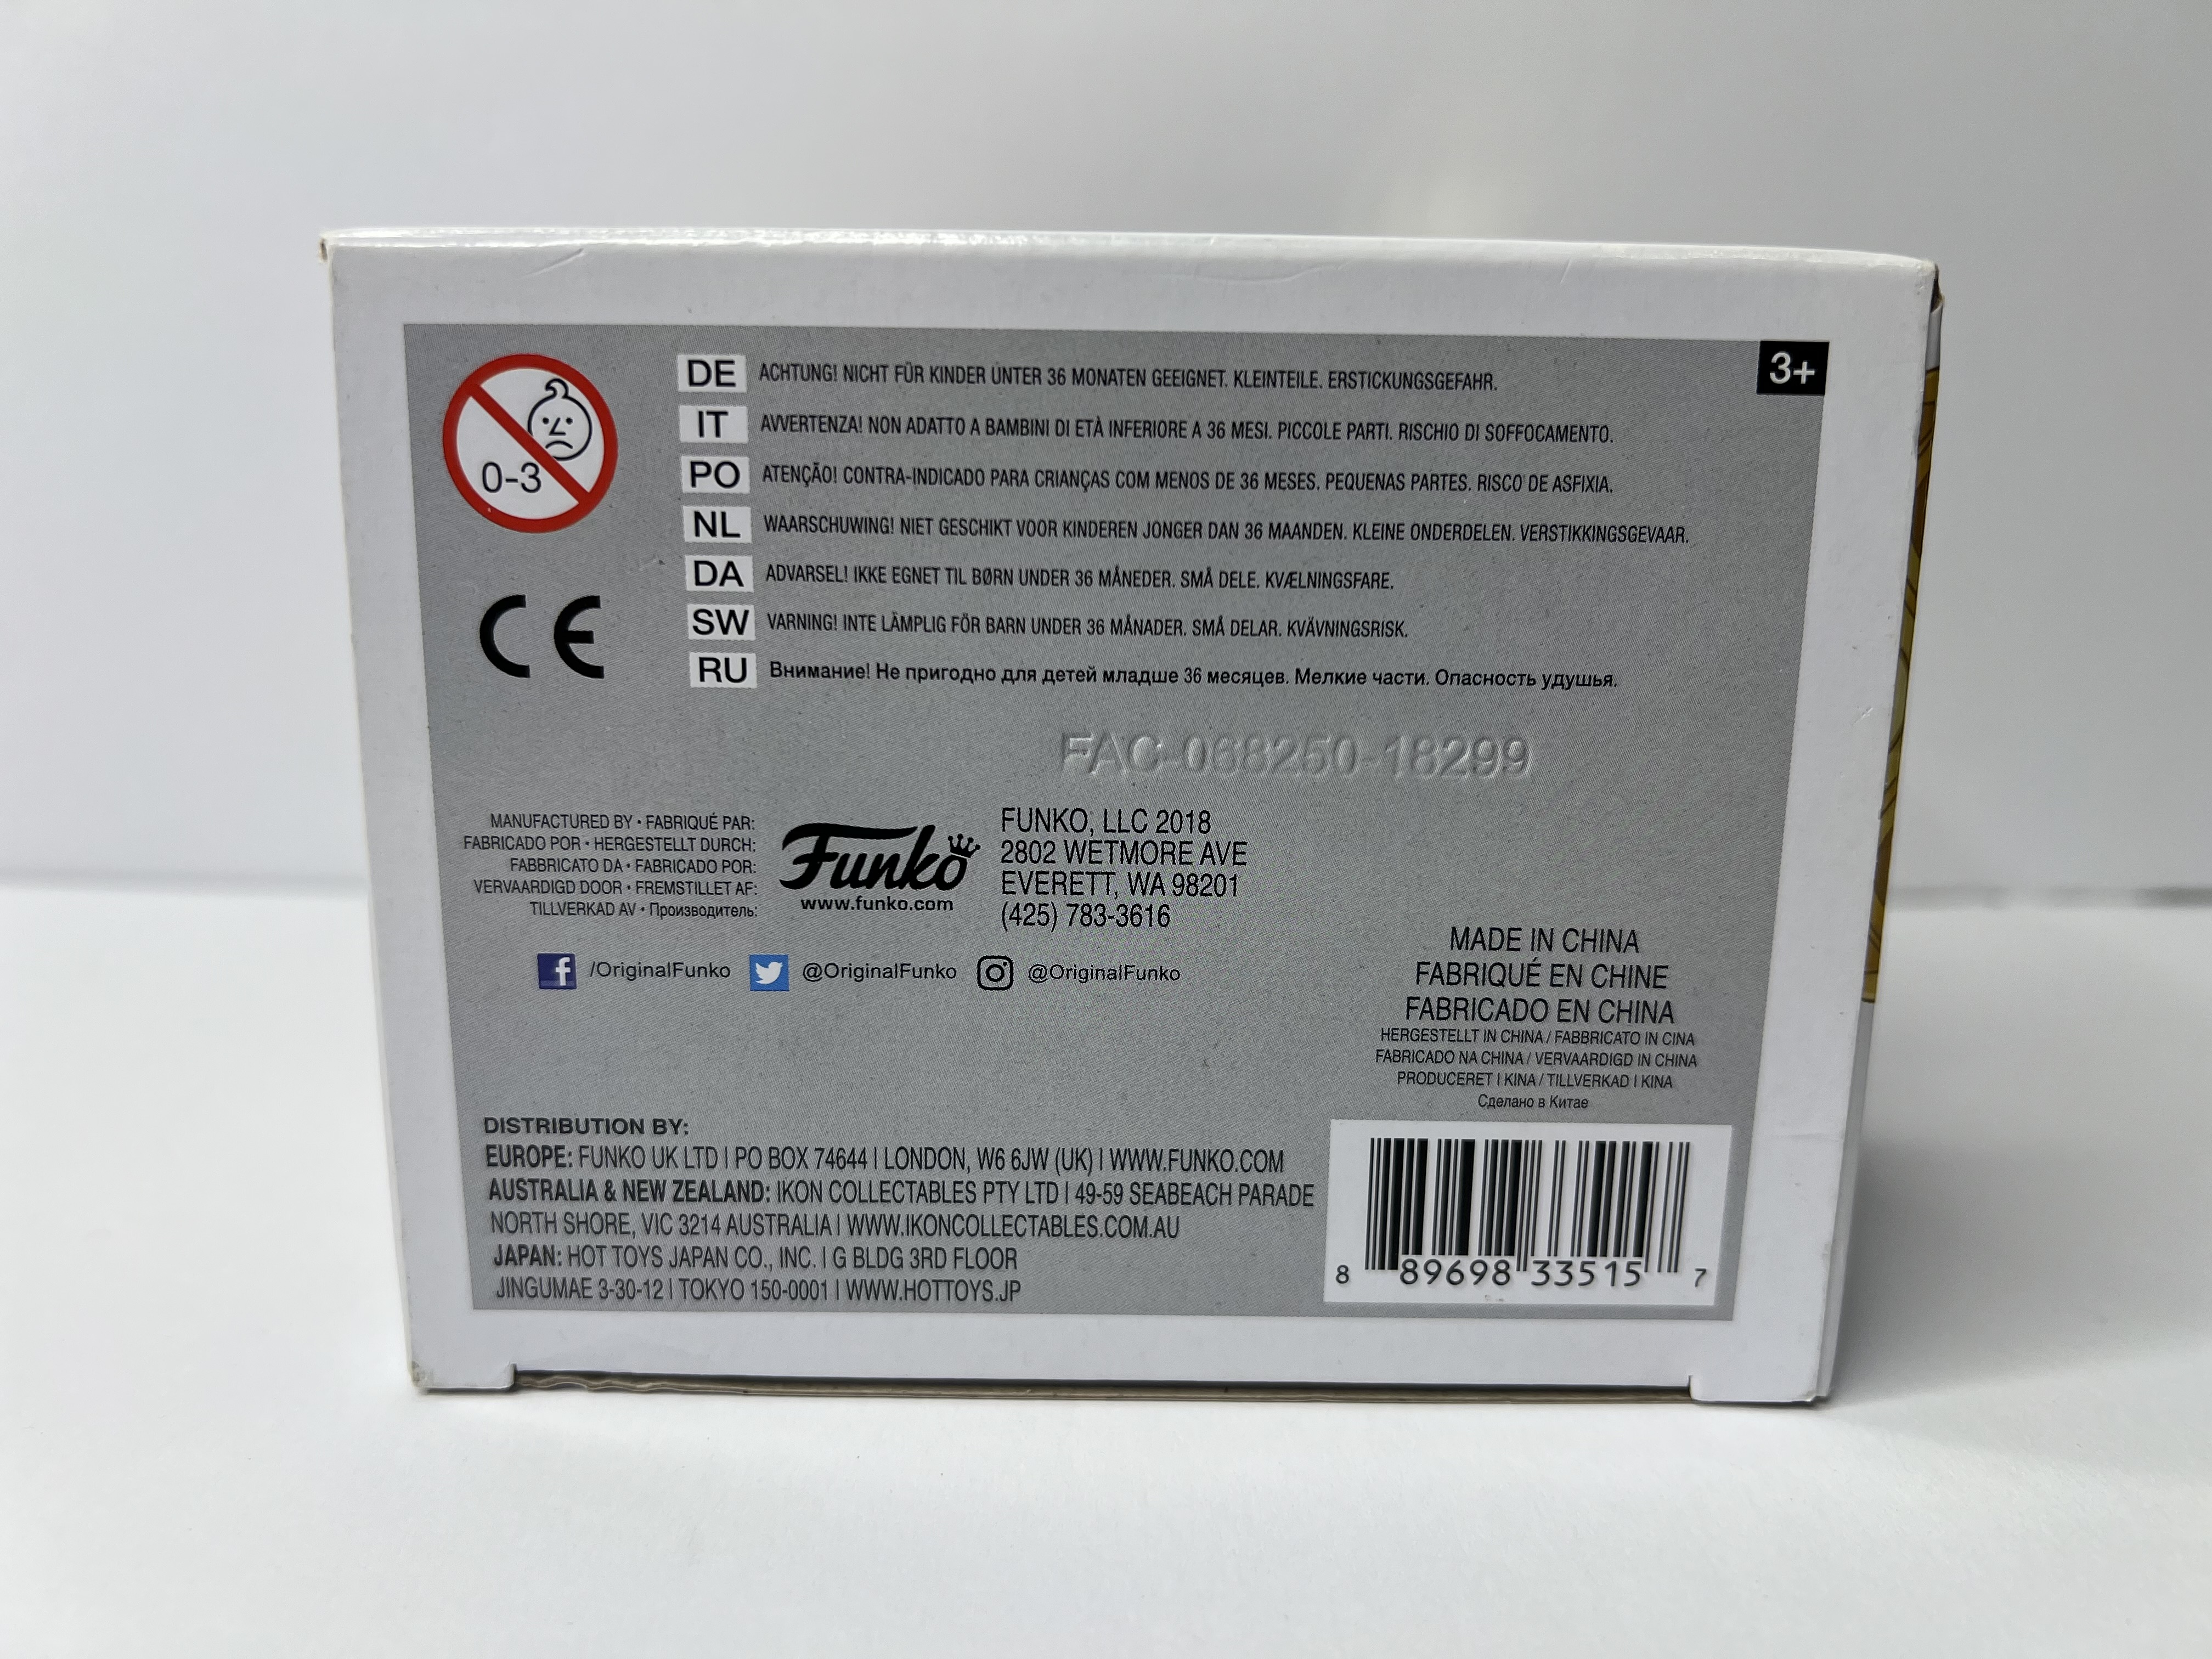 0-3
3+
DE ACHTUNG! NICHT FÜR KINDER UNTER 36 MONATEN GEEIGNET. KLEINTEILE. ERSTICKUNGSGEFAHR.
IT AVVERTENZA! NON ADATTO A BAMBINI DI ETÀ INFERIORE A 36 MESI. PICCOLE PARTI. RISCHIO DI SOFFOCAMENTO.
PO ATENÇÃO! CONTRA-INDICADO PARA CRIANÇAS COM MENOS DE 36 MESES. PEQUENAS PARTES. RISCO DE ASFIXIA.
NL WAARSCHUWING! NIET GESCHIKT VOOR KINDEREN JONGER DAN 36 MAANDEN. KLEINE ONDERDELEN. VERSTIKKINGSGEVAAR.
DA ADVARSEL! IKKE EGNET TIL BØRN UNDER 36 MÅNEDER. SMÅ DELE. KVÆLNINGSFARE.
SW VARNING! INTE LÄMPLIG FÖR BARN UNDER 36 MÅNADER. SMÅ DELAR. KVÄVNINGSRISK.
RU Внимание! Не пригодно для детей младше 36 месяцев. Мелкие части. Опасность удушья.
CE
FAC-068250-18299
MANUFACTURED BY • FABRIQUÉ PAR:
FABRICADO POR • HERGESTELLT DURCH:
FABBRICATO DA • FABRICADO POR:
VERVAARDIGD DOOR • FREMSTILLET AF:
TILLVERKAD AV • Производитель:
Funko
www.funko.com
FUNKO, LLC 2018
2802 WETMORE AVE
EVERETT, WA 98201
(425) 783-3616
/OriginalFunko @OriginalFunko @OriginalFunko
MADE IN CHINA
FABRIQUÉ EN CHINE
FABRICADO EN CHINA
HERGESTELLT IN CHINA / FABBRICATO IN CINA
FABRICADO NA CHINA / VERVAARDIGD IN CHINA
PRODUCERET I KINA / TILLVERKAD I KINA
Сделано в Китае
DISTRIBUTION BY:
EUROPE: FUNKO UK LTD | PO BOX 74644 | LONDON, W6 6JW (UK) | WWW.FUNKO.COM
AUSTRALIA & NEW ZEALAND: IKON COLLECTABLES PTY LTD | 49-59 SEABEACH PARADE
NORTH SHORE, VIC 3214 AUSTRALIA | WWW.IKONCOLLECTABLES.COM.AU
JAPAN: HOT TOYS JAPAN CO., INC. | G BLDG 3RD FLOOR
JINGUMAE 3-30-12 | TOKYO 150-0001 | WWW.HOTTOYS.JP
8 89698 33515 7